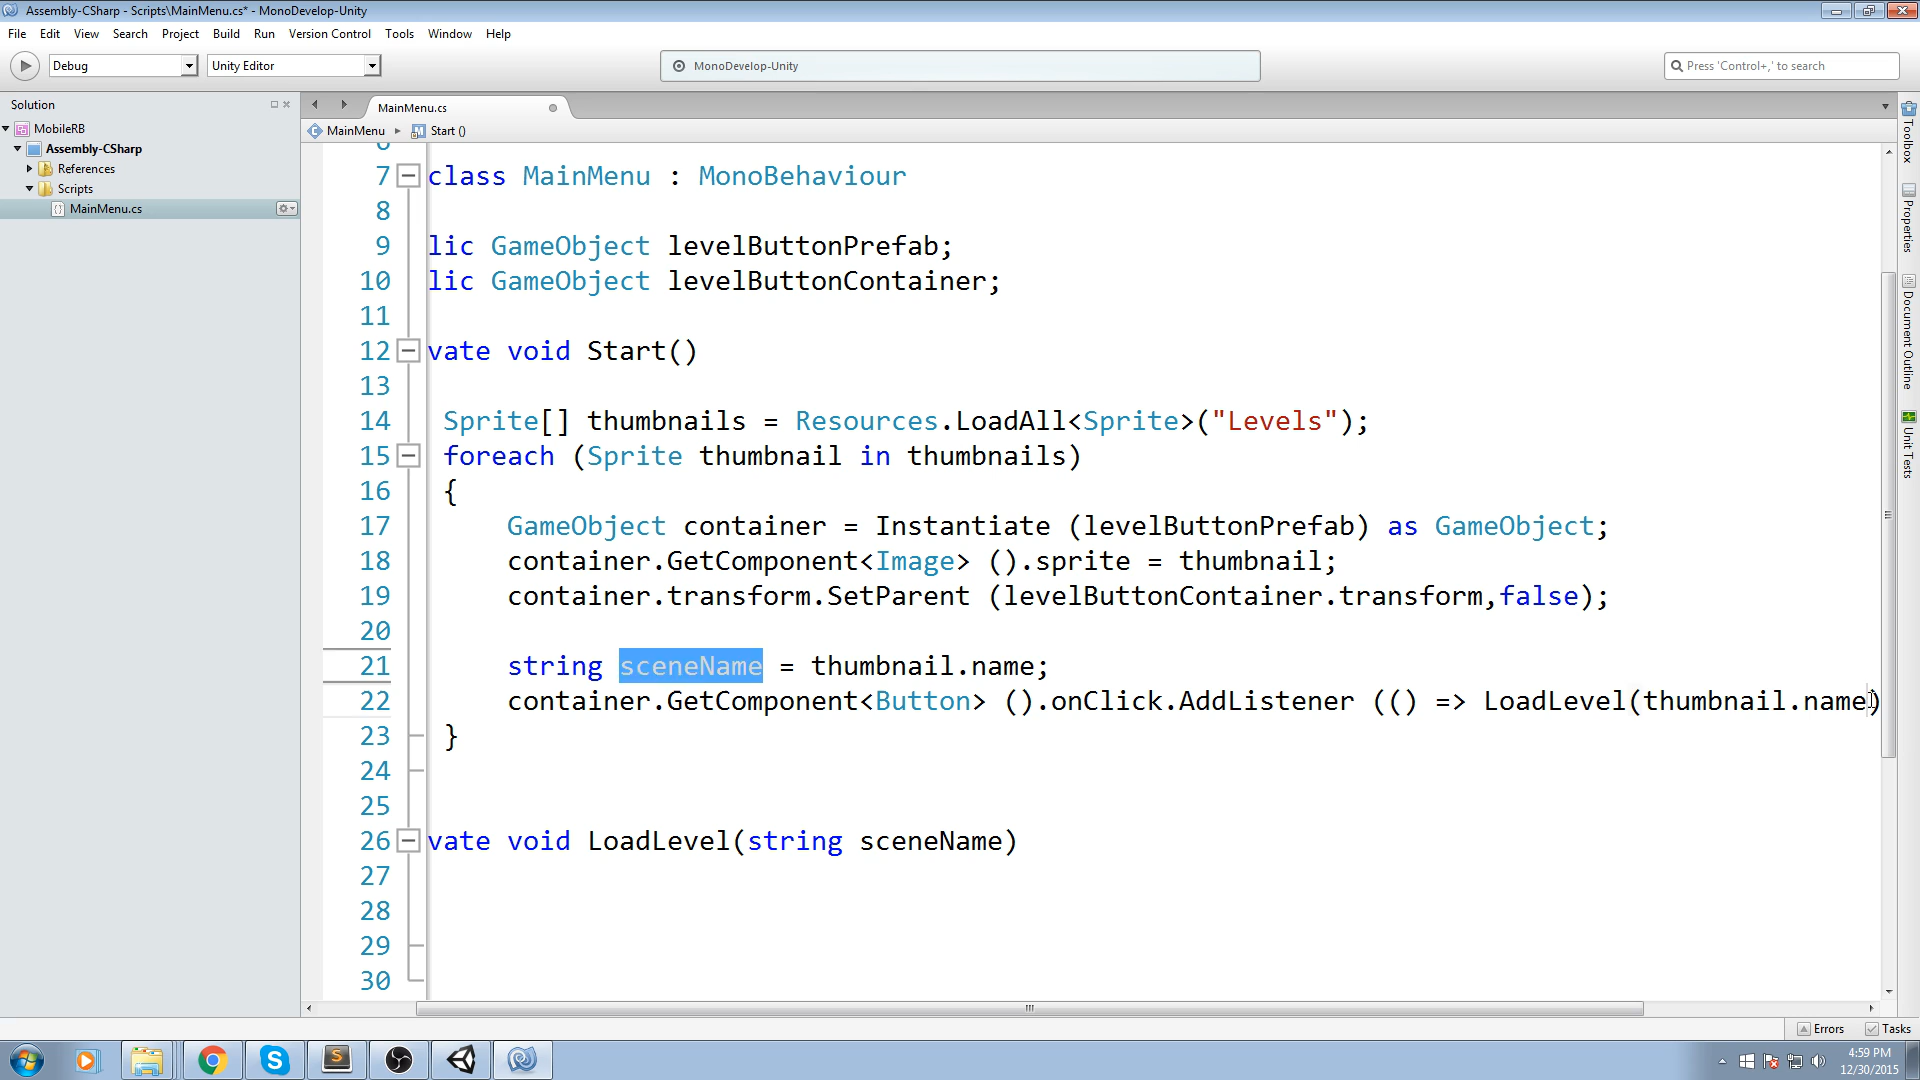 Assembly-CSharp - Scripts\MainMenu.cs* - MonoDevelop-Unity
File Edit View Search Project Build Run Version Control Tools Window Help
Debug Unity Editor MonoDevelop-Unity Press 'Control+,' to search
Solution
MobileRB
Assembly-CSharp
References
Scripts
MainMenu.cs
MainMenu.cs
MainMenu Start ()
7 class MainMenu : MonoBehaviour
8
9 lic GameObject levelButtonPrefab;
10 lic GameObject levelButtonContainer;
11
12 vate void Start()
13
14 Sprite[] thumbnails = Resources.LoadAll<Sprite>("Levels");
15 foreach (Sprite thumbnail in thumbnails)
16 {
17 GameObject container = Instantiate (levelButtonPrefab) as GameObject;
18 container.GetComponent<Image> ().sprite = thumbnail;
19 container.transform.SetParent (levelButtonContainer.transform,false);
20
21 string sceneName = thumbnail.name;
22 container.GetComponent<Button> ().onClick.AddListener (() => LoadLevel(thumbnail.name)
23 }
24
25
26 vate void LoadLevel(string sceneName)
27
28
29
30
Toolbox
Properties
Document Outline
Unit Tests
Errors Tasks
4:59 PM
12/30/2015